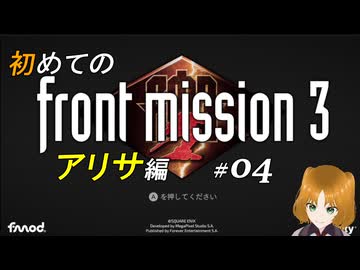 初めての
front mission 3
アリサ編 #04
Ⓐを押してください
©SQUARE ENIX
Developed by MegaPixel Studio S.A.
Published by Forever Entertainment S.A.
fmod.